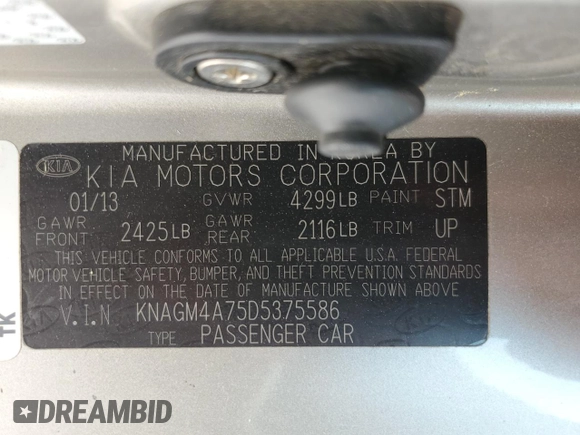 MANUFACTURED IN KOREA BY
KIA KIA MOTORS CORPORATION
01/13 GVWR 4299LB PAINT STM
GAWR FRONT 2425LB GAWR REAR 2116LB TRIM UP
THIS VEHICLE CONFORMS TO ALL APPLICABLE U.S.A. FEDERAL
MOTOR VEHICLE SAFETY, BUMPER, AND THEFT PREVENTION STANDARDS
IN EFFECT ON THE DATE OF MANUFACTURE SHOWN ABOVE
V.I.N KNAGM4A75D5375586
TYPE PASSENGER CAR
TK
DREAMBID